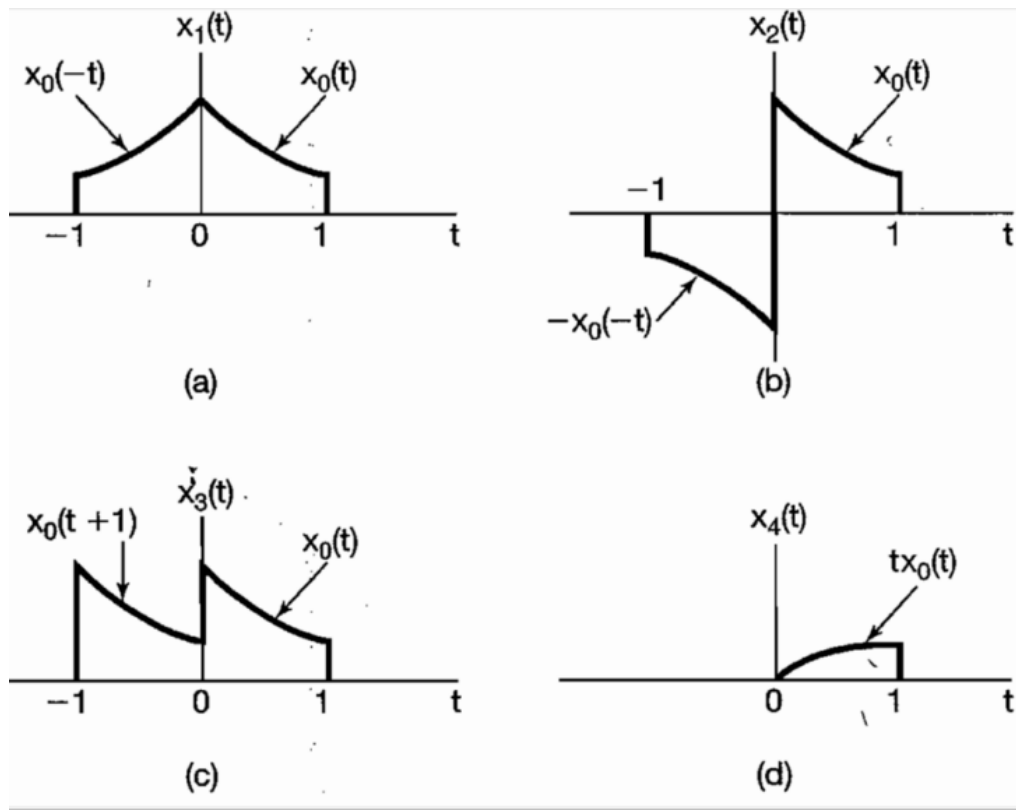 x₁(t)
x₀(−t)
x₀(t)
−1
0
1
t
(a)
x₂(t)
x₀(t)
−1
1
t
−x₀(−t)
(b)
x₃(t)
x₀(t +1)
x₀(t)
−1
0
1
t
(c)
x₄(t)
tx₀(t)
0
1
t
(d)